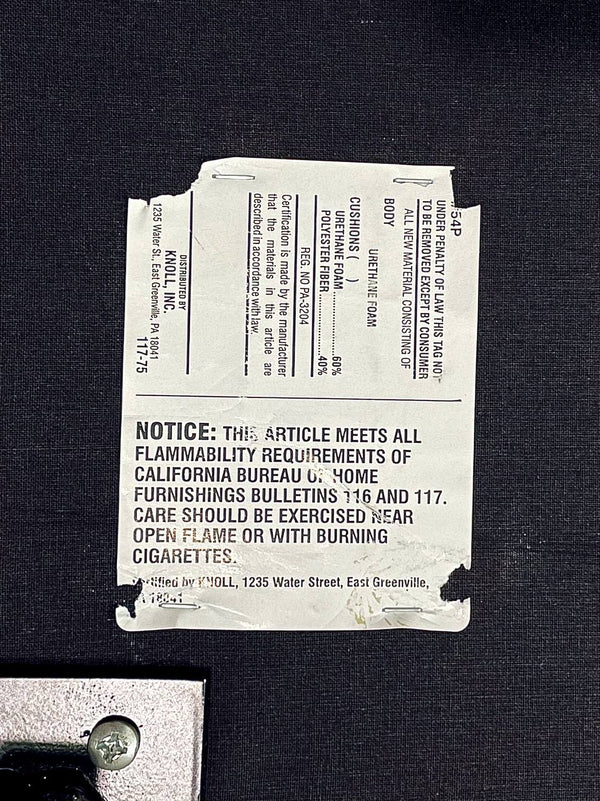 #54P
UNDER PENALTY OF LAW THIS TAG NOT
TO BE REMOVED EXCEPT BY CONSUMER
ALL NEW MATERIAL CONSISTING OF
BODY
URETHANE FOAM
CUSHIONS ( )
URETHANE FOAM..............60%
POLYESTER FIBER..............40%
REG. NO PA-3204
Certification is made by the manufacturer
that the materials in this article are
described in accordance with law.
DISTRIBUTED BY
KNOLL, INC.
1235 Water St., East Greenville, PA 18041
117-75
NOTICE: THIS ARTICLE MEETS ALL
FLAMMABILITY REQUIREMENTS OF
CALIFORNIA BUREAU OF HOME
FURNISHINGS BULLETINS 116 AND 117.
CARE SHOULD BE EXERCISED NEAR
OPEN FLAME OR WITH BURNING
CIGARETTES.
ertified by KNOLL, 1235 Water Street, East Greenville,
A 18041